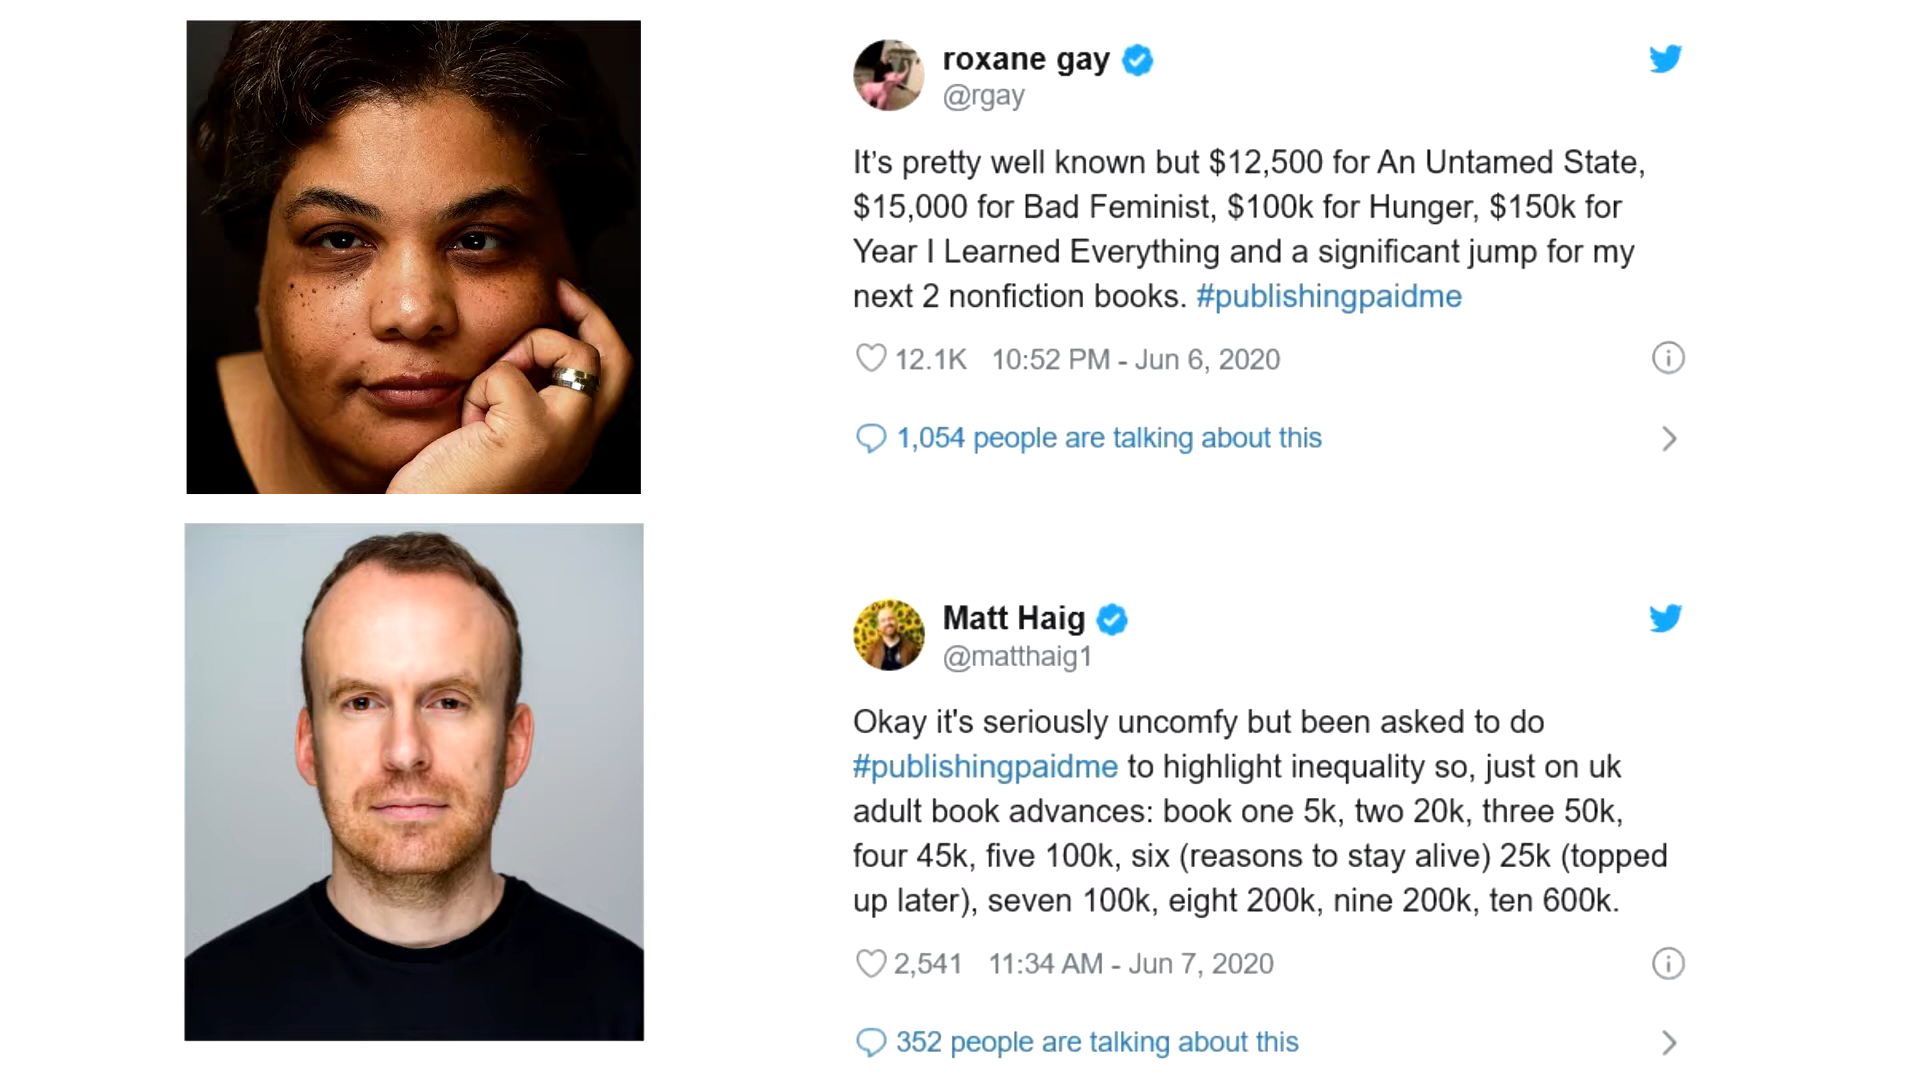 roxane gay
@rgay
It’s pretty well known but $12,500 for An Untamed State,
$15,000 for Bad Feminist, $100k for Hunger, $150k for
Year I Learned Everything and a significant jump for my
next 2 nonfiction books. #publishingpaidme
12.1K 10:52 PM - Jun 6, 2020
1,054 people are talking about this
Matt Haig
@matthaig1
Okay it's seriously uncomfy but been asked to do
#publishingpaidme to highlight inequality so, just on uk
adult book advances: book one 5k, two 20k, three 50k,
four 45k, five 100k, six (reasons to stay alive) 25k (topped
up later), seven 100k, eight 200k, nine 200k, ten 600k.
2,541 11:34 AM - Jun 7, 2020
352 people are talking about this